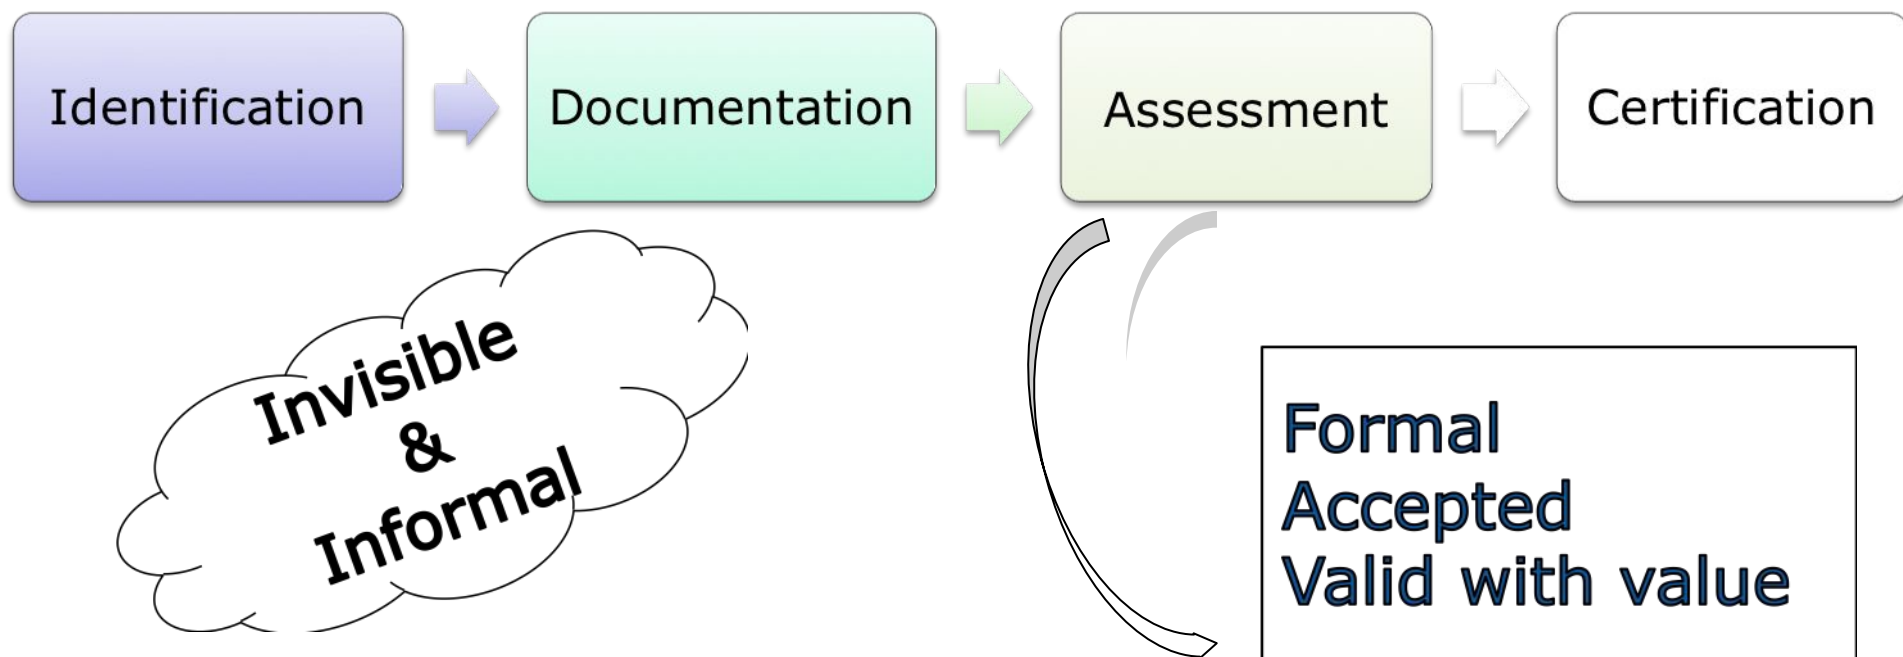 Identification
Documentation
Assessment
Certification
Invisible
&
Informal
Formal
Accepted
Valid with value